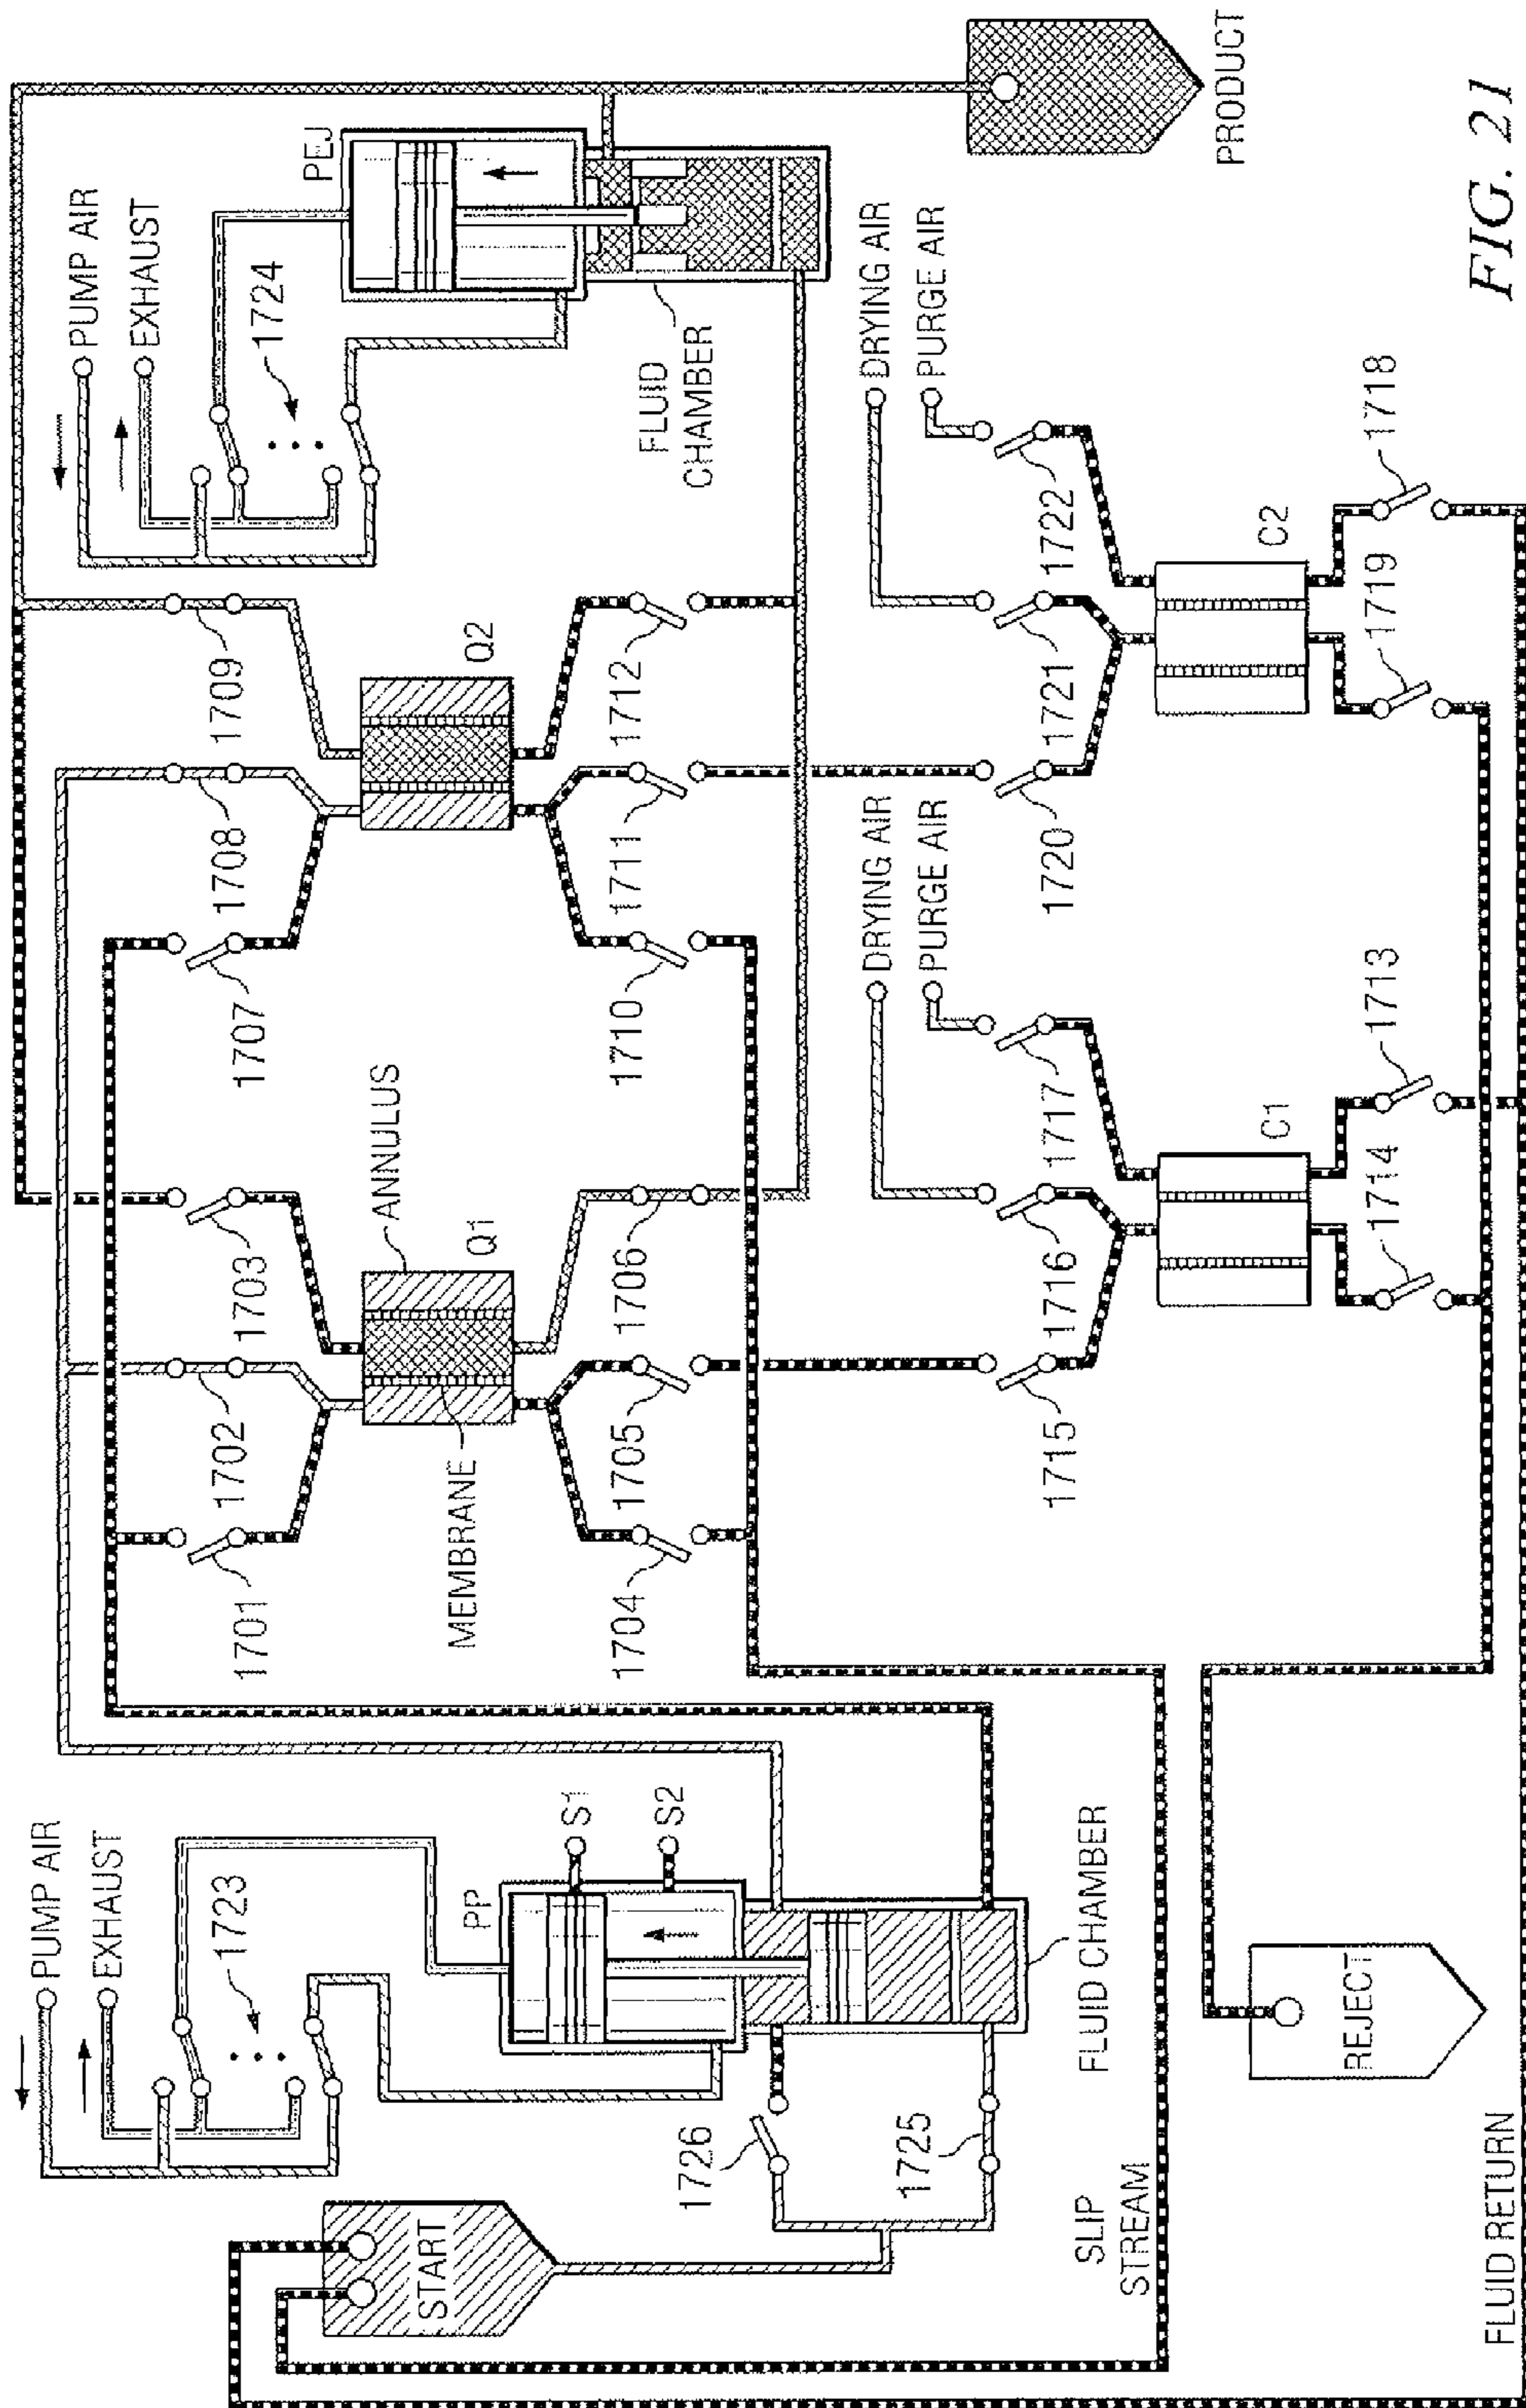 PUMP AIR
EXHAUST
1723
START
1726
1725
PP
S1
S2
SLIP
STREAM
FLUID CHAMBER
REJECT
FLUID RETURN
1701
1702
1703
MEMBRANE
ANNULUS
Q1
1704
1705
1706
1707
1708
1709
Q2
1710
1711
1712
PUMP AIR
EXHAUST
1724
PEJ
FLUID
CHAMBER
DRYING AIR
PURGE AIR
1715
1716
1717
C1
1714
1713
DRYING AIR
PURGE AIR
1720
1721
1722
C2
1719
1718
PRODUCT
FIG. 21